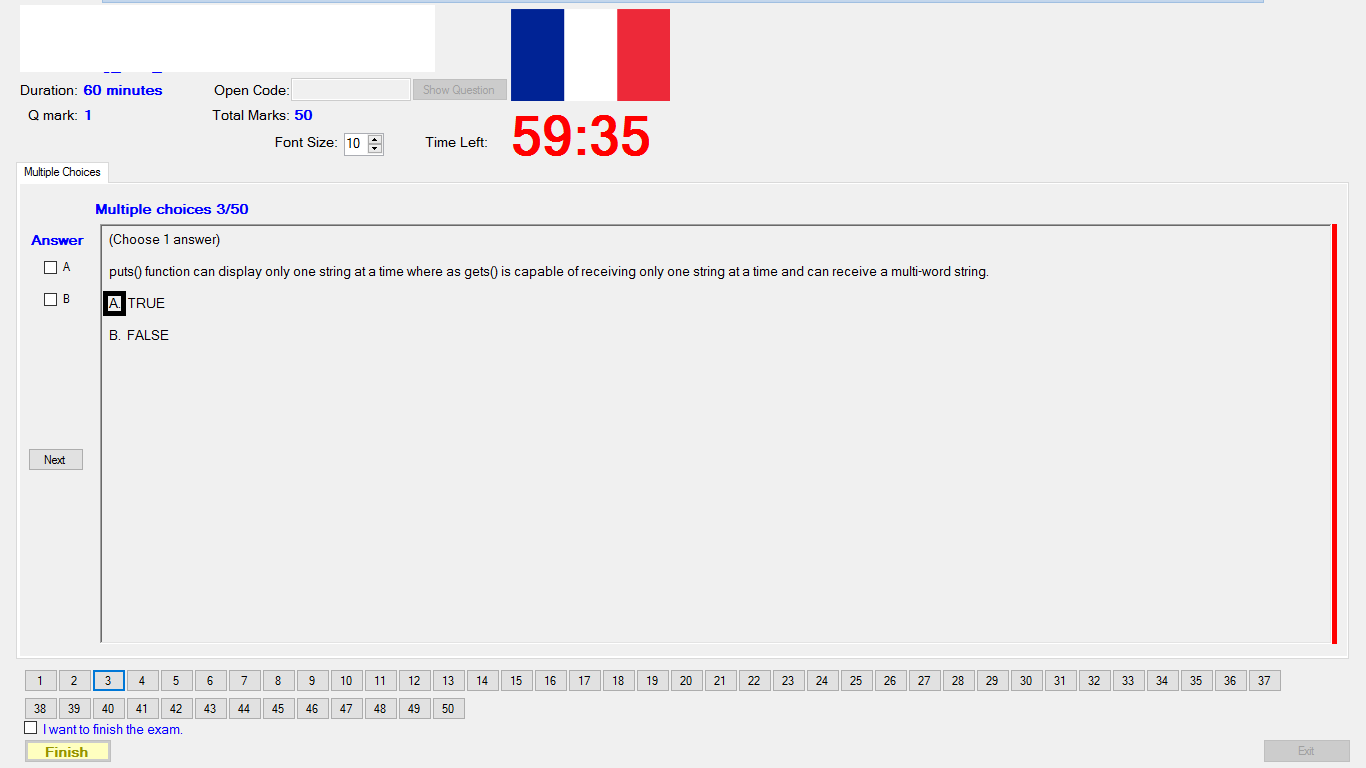 Duration: 60 minutes
Open Code:
Show Question
Q mark: 1
Total Marks: 50
Font Size: 10
Time Left: 59:35
Multiple Choices
Multiple choices 3/50
Answer
(Choose 1 answer)
A
puts() function can display only one string at a time where as gets() is capable of receiving only one string at a time and can receive a multi-word string.
B
A. TRUE
B. FALSE
Next
1 2 3 4 5 6 7 8 9 10 11 12 13 14 15 16 17 18 19 20 21 22 23 24 25 26 27 28 29 30 31 32 33 34 35 36 37
38 39 40 41 42 43 44 45 46 47 48 49 50
I want to finish the exam.
Finish
Exit